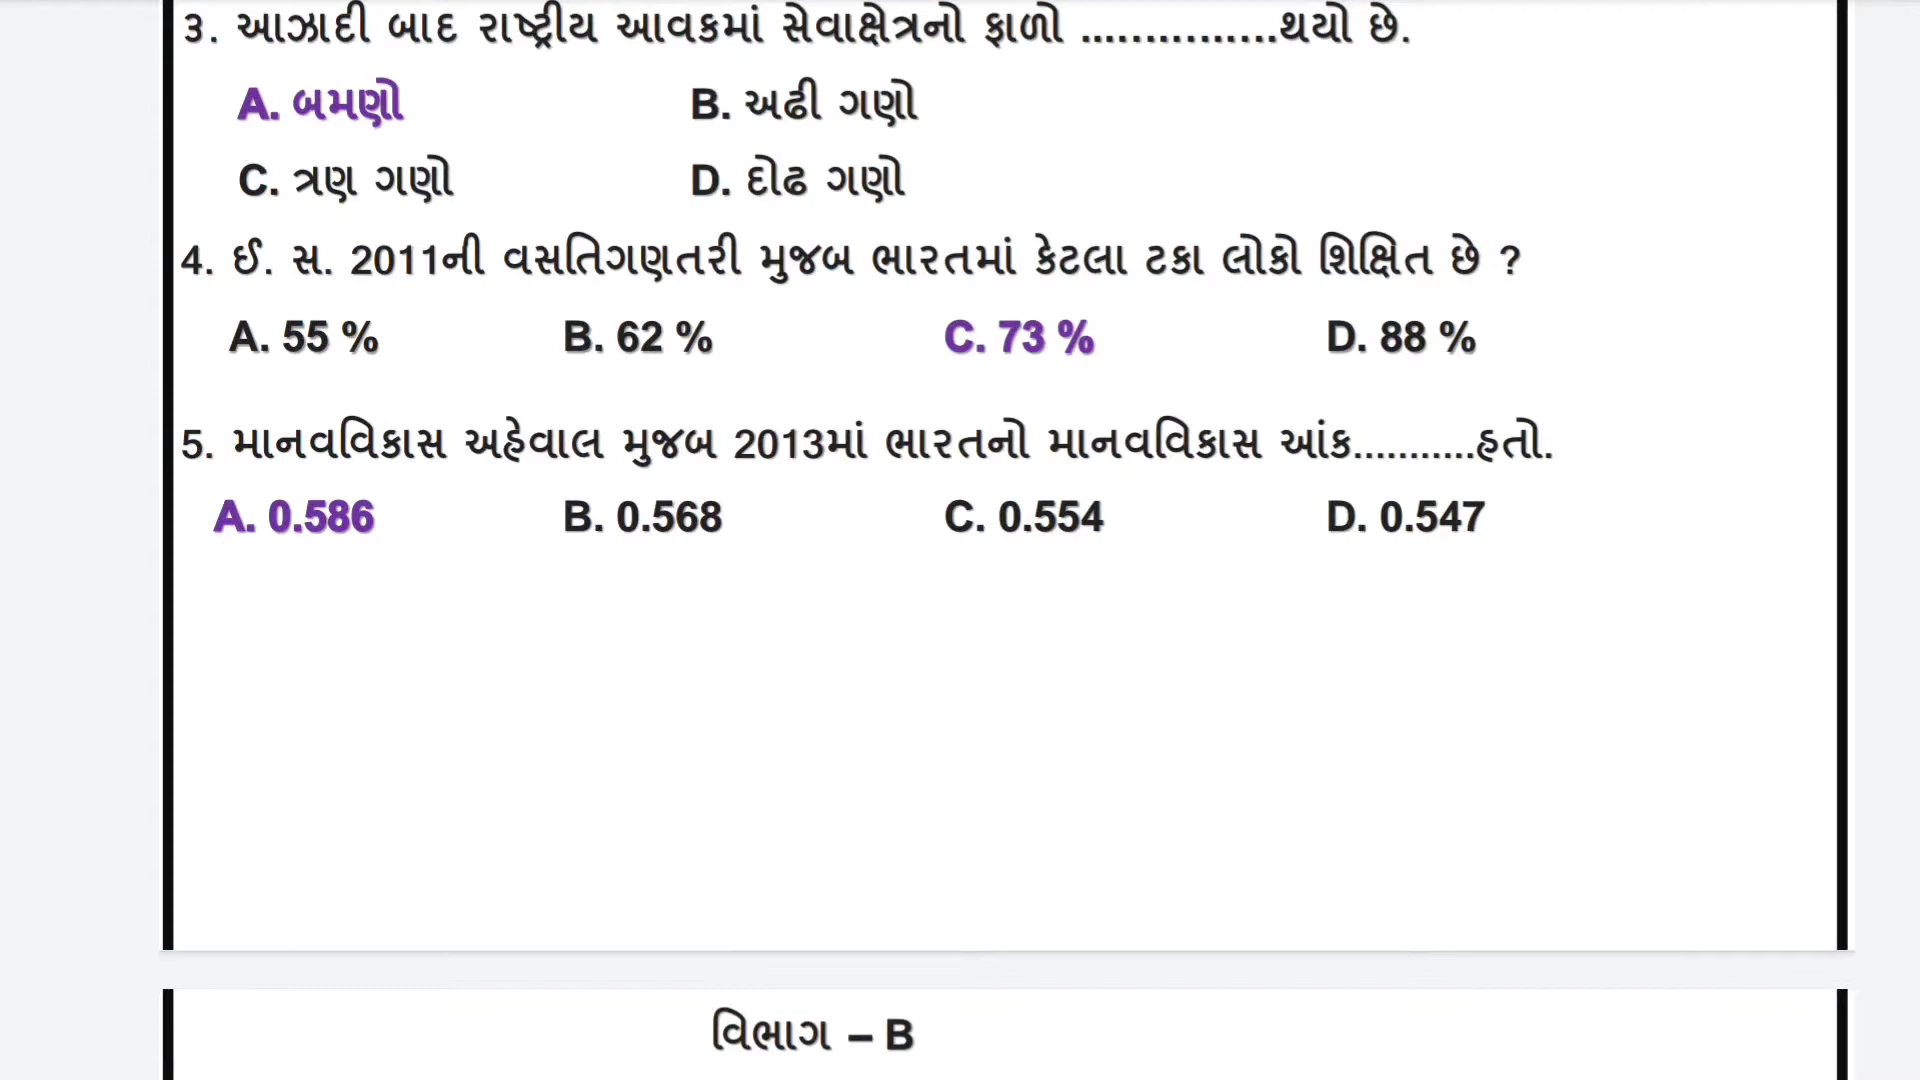 ૩. આઝાદી બાદ રાષ્ટ્રીય આવકમાં સેવાક્ષેત્રનો ફાળો ...............થયો છે.
A. બમણો B. અઢી ગણો
C. ત્રણ ગણો D. દોઢ ગણો
4. ઈ. સ. 2011ની વસતિગણતરી મુજબ ભારતમાં કેટલા ટકા લોકો શિક્ષિત છે ?
A. 55 % B. 62 % C. 73 % D. 88 %
5. માનવવિકાસ અહેવાલ મુજબ 2013માં ભારતનો માનવવિકાસ આંક...........હતો.
A. 0.586 B. 0.568 C. 0.554 D. 0.547
વિભાગ – B